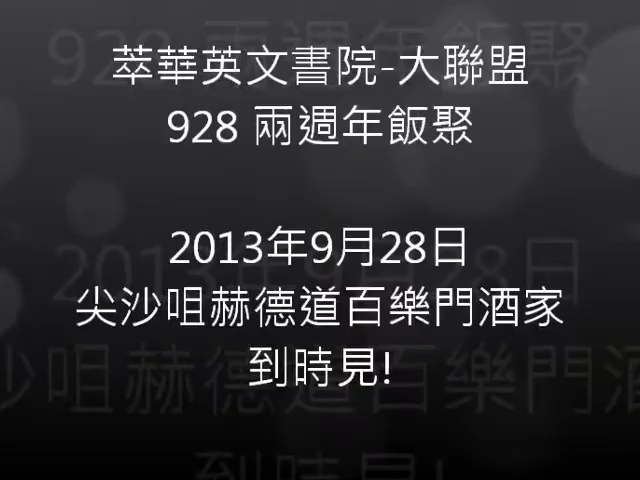 萃華英文書院-大聯盟
928 兩週年飯聚
2013年9月28日
尖沙咀赫德道百樂門酒家
到時見!